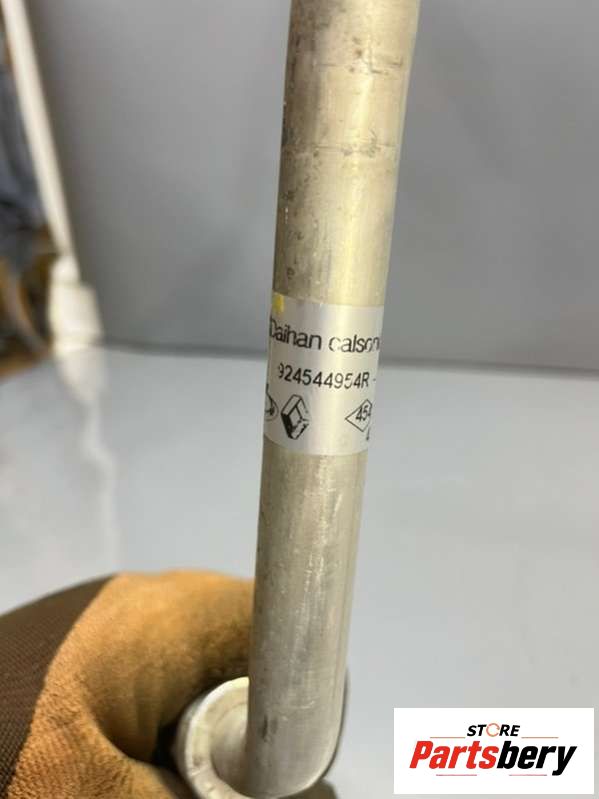 Daihan calson
924544954R -
454
STORE
Partsbery